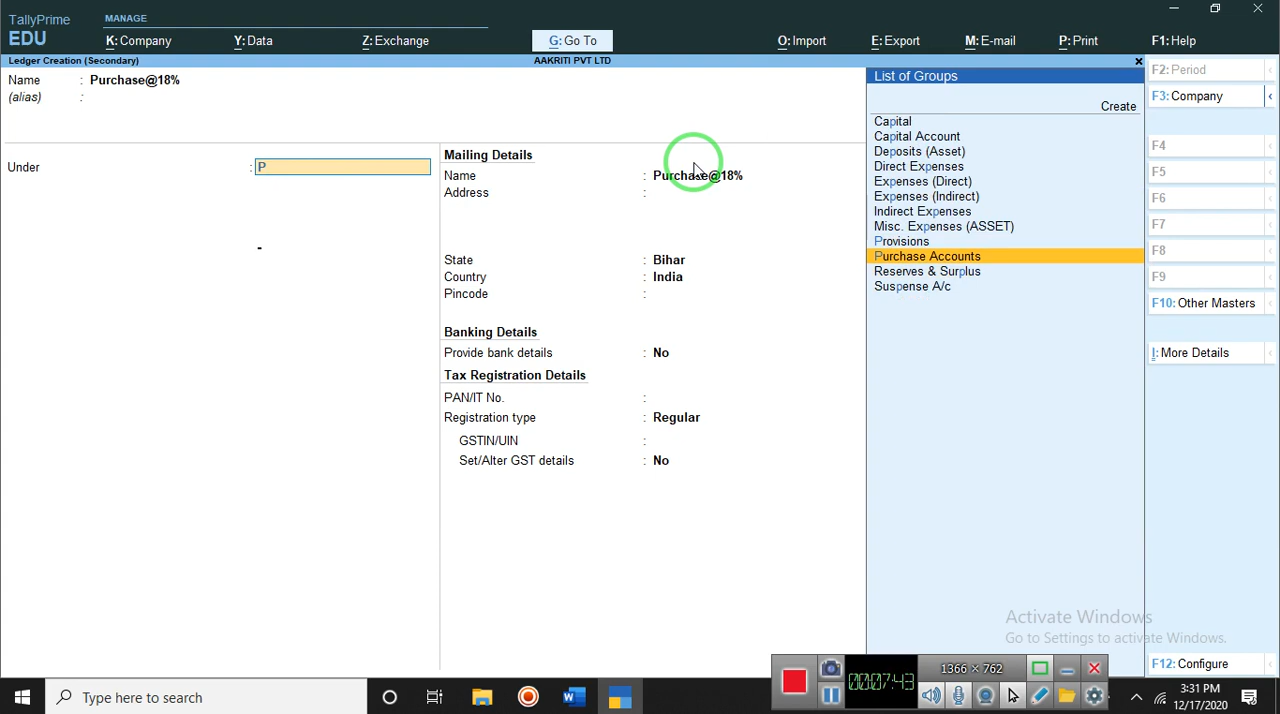 TallyPrime
EDU
MANAGE
K: Company
Y: Data
Z: Exchange
G: Go To
O: Import
E: Export
M: E-mail
P: Print
F1: Help
Ledger Creation (Secondary)
AAKRITI PVT LTD
Name : Purchase@18%
(alias) :
Under : P
Mailing Details
Name : Purchase@18%
Address :
State : Bihar
Country : India
Pincode :
Banking Details
Provide bank details : No
Tax Registration Details
PAN/IT No. :
Registration type : Regular
GSTIN/UIN :
Set/Alter GST details : No
List of Groups
Create
Capital
Capital Account
Deposits (Asset)
Direct Expenses
Expenses (Direct)
Expenses (Indirect)
Indirect Expenses
Misc. Expenses (ASSET)
Provisions
Purchase Accounts
Reserves & Surplus
Suspense A/c
F2: Period
F3: Company
F4
F5
F6
F7
F8
F9
F10: Other Masters
I: More Details
F12: Configure
Activate Windows
Go to Settings to activate Windows.
00:07:43
1366 × 762
Type here to search
3:31 PM
12/17/2020